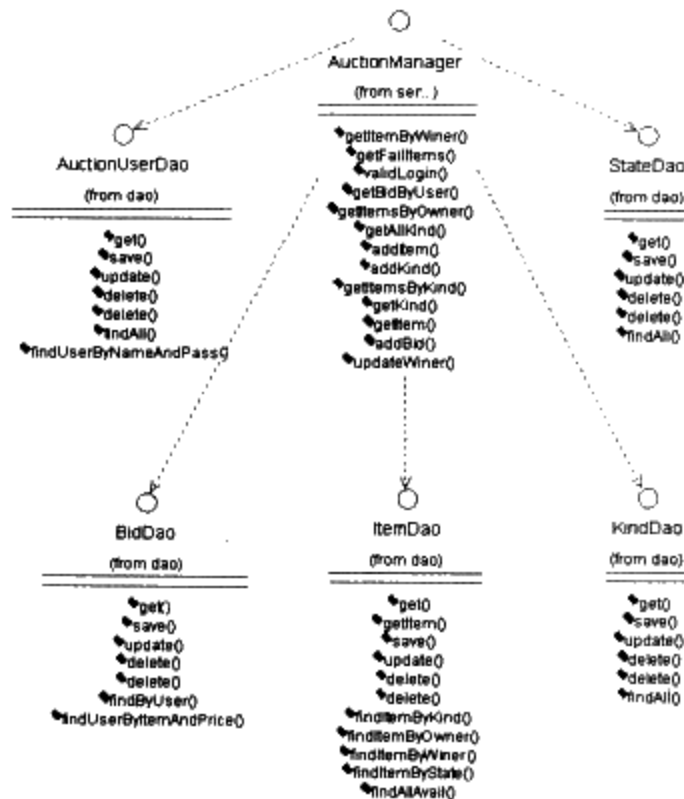 AuctionManager
(from ser...)
getItemByWiner()
getFailItems()
validLogin()
getBidByUser()
getItemsByOwner()
getAllKind()
addItem()
addKind()
getItemsByKind()
getKind()
getItem()
addBid()
updateWiner()
AuctionUserDao
(from dao)
get()
save()
update()
delete()
delete()
findAll()
findUserByNameAndPass()
StateDao
(from dao)
get()
save()
update()
delete()
delete()
findAll()
BidDao
(from dao)
get()
save()
update()
delete()
delete()
findByUser()
findUserByItemAndPrice()
ItemDao
(from dao)
get()
getItem()
save()
update()
delete()
delete()
findItemByKind()
findItemByOwner()
findItemByWiner()
findItemByState()
findAllAvail()
KindDao
(from dao)
get()
save()
update()
delete()
delete()
findAll()